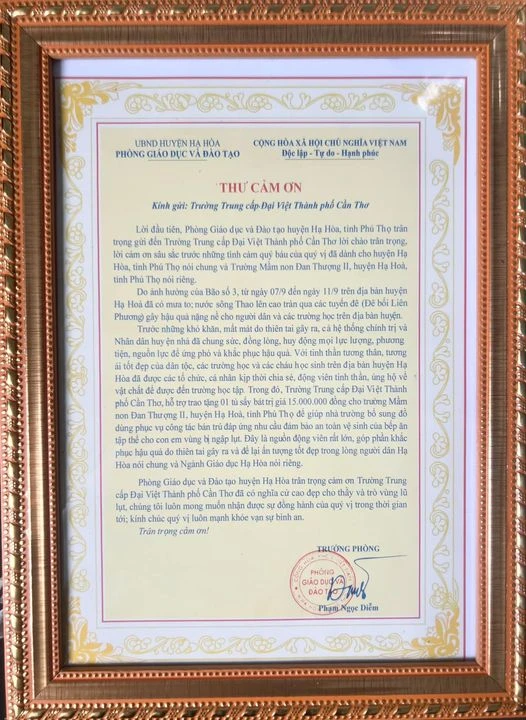 UBND HUYỆN HẠ HÒA
PHÒNG GIÁO DỤC VÀ ĐÀO TẠO
CỘNG HÒA XÃ HỘI CHỦ NGHĨA VIỆT NAM
Độc lập - Tự do - Hạnh phúc
THƯ CẢM ƠN
Kính gửi: Trường Trung cấp Đại Việt Thành phố Cần Thơ
Lời đầu tiên, Phòng Giáo dục và Đào tạo huyện Hạ Hòa, tỉnh Phú Thọ trân
trọng gửi đến Trường Trung cấp Đại Việt Thành phố Cần Thơ lời chào trân trọng,
lời cảm ơn sâu sắc trước những tình cảm quý báu của quý vị đã dành cho huyện Hạ
Hòa, tỉnh Phú Thọ nói chung và Trường Mầm non Đan Thượng II, huyện Hạ Hoà,
tỉnh Phú Thọ nói riêng.
Do ảnh hưởng của Bão số 3, từ ngày 07/9 đến ngày 11/9 trên địa bàn huyện
Hạ Hoà đã có mưa to; nước sông Thao lên cao tràn qua các tuyến đê (Đê bối Liên
Phương) gây hậu quả nặng nề cho người dân và các trường học trên địa bàn huyện.
Trước những khó khăn, mất mát do thiên tai gây ra, cả hệ thống chính trị và
Nhân dân huyện nhà đã chung sức, đồng lòng, huy động mọi lực lượng, phương
tiện, nguồn lực để ứng phó và khắc phục hậu quả. Với tinh thần tương thân, tương
ái tốt đẹp của dân tộc, các trường học và các cháu học sinh trên địa bàn huyện Hạ
Hòa đã được các tổ chức, cá nhân kịp thời chia sẻ, động viên tinh thần, ủng hộ về
vật chất để được đến trường học tập. Trong đó, Trường Trung cấp Đại Việt Thành
phố Cần Thơ, hỗ trợ trao tặng 01 tủ sấy bát trị giá 15.000.000 đồng cho trường Mầm
non Đan Thượng II, huyện Hạ Hoà, tỉnh Phú Thọ để giúp nhà trường bổ sung đồ
dùng phục vụ công tác bán trú đáp ứng nhu cầu đảm bảo an toàn vệ sinh của bếp ăn
tập thể cho con em vùng bị ngập lụt. Đây là nguồn động viên rất lớn, góp phần khắc
phục hậu quả do thiên tai gây ra và để lại ấn tượng tốt đẹp trong lòng người dân Hạ
Hòa nói chung và Ngành Giáo dục Hạ Hòa nói riêng.
Phòng Giáo dục và Đào tạo huyện Hạ Hòa trân trọng cảm ơn Trường Trung
cấp Đại Việt Thành phố Cần Thơ đã có nghĩa cử cao đẹp cho thầy và trò vùng lũ
lụt, chúng tôi luôn mong muốn nhận được sự đồng hành của quý vị trong thời gian
tới; kính chúc quý vị luôn mạnh khỏe vạn sự bình an.
Trân trọng cảm ơn!
TRƯỞNG PHÒNG
PHÒNG
GIÁO DỤC VÀ
ĐÀO TẠO
Phạm Ngọc Diễm